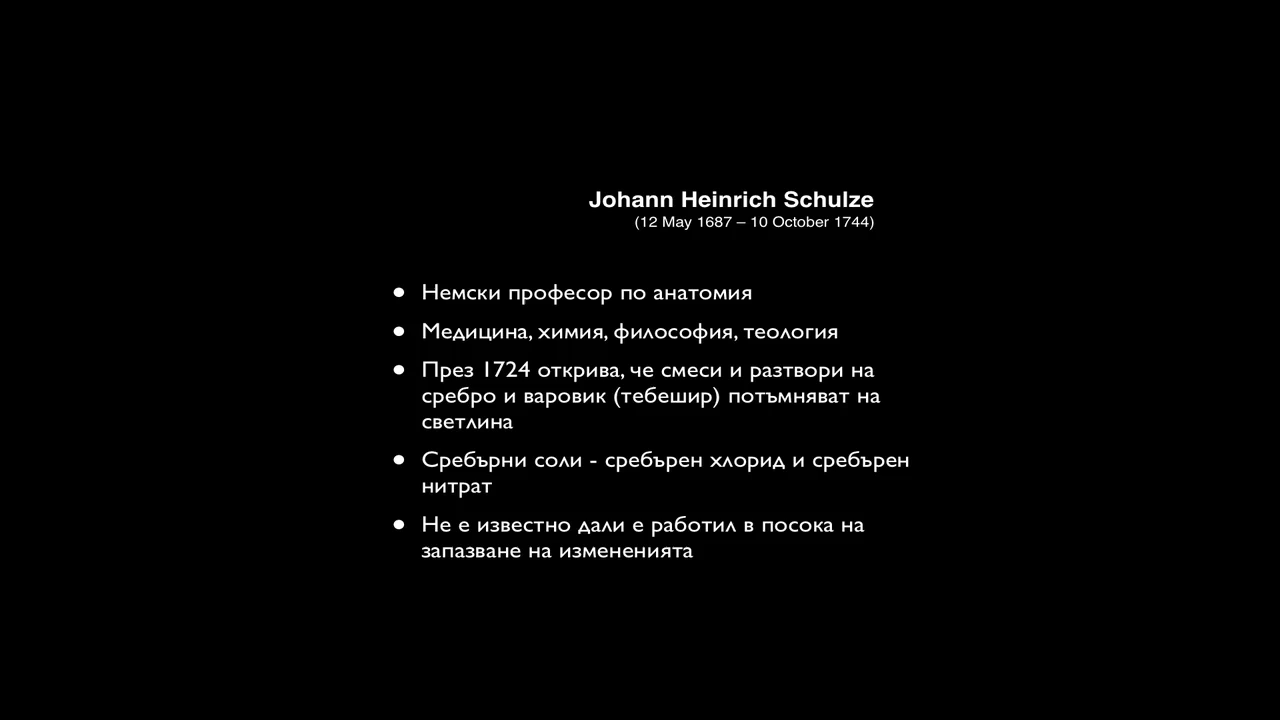 Johann Heinrich Schulze
(12 May 1687 – 10 October 1744)
• Немски професор по анатомия
• Медицина, химия, философия, теология
• През 1724 открива, че смеси и разтвори на
сребро и варовик (тебешир) потъмняват на
светлина
• Сребърни соли - сребърен хлорид и сребърен
нитрат
• Не е известно дали е работил в посока на
запазване на измененията